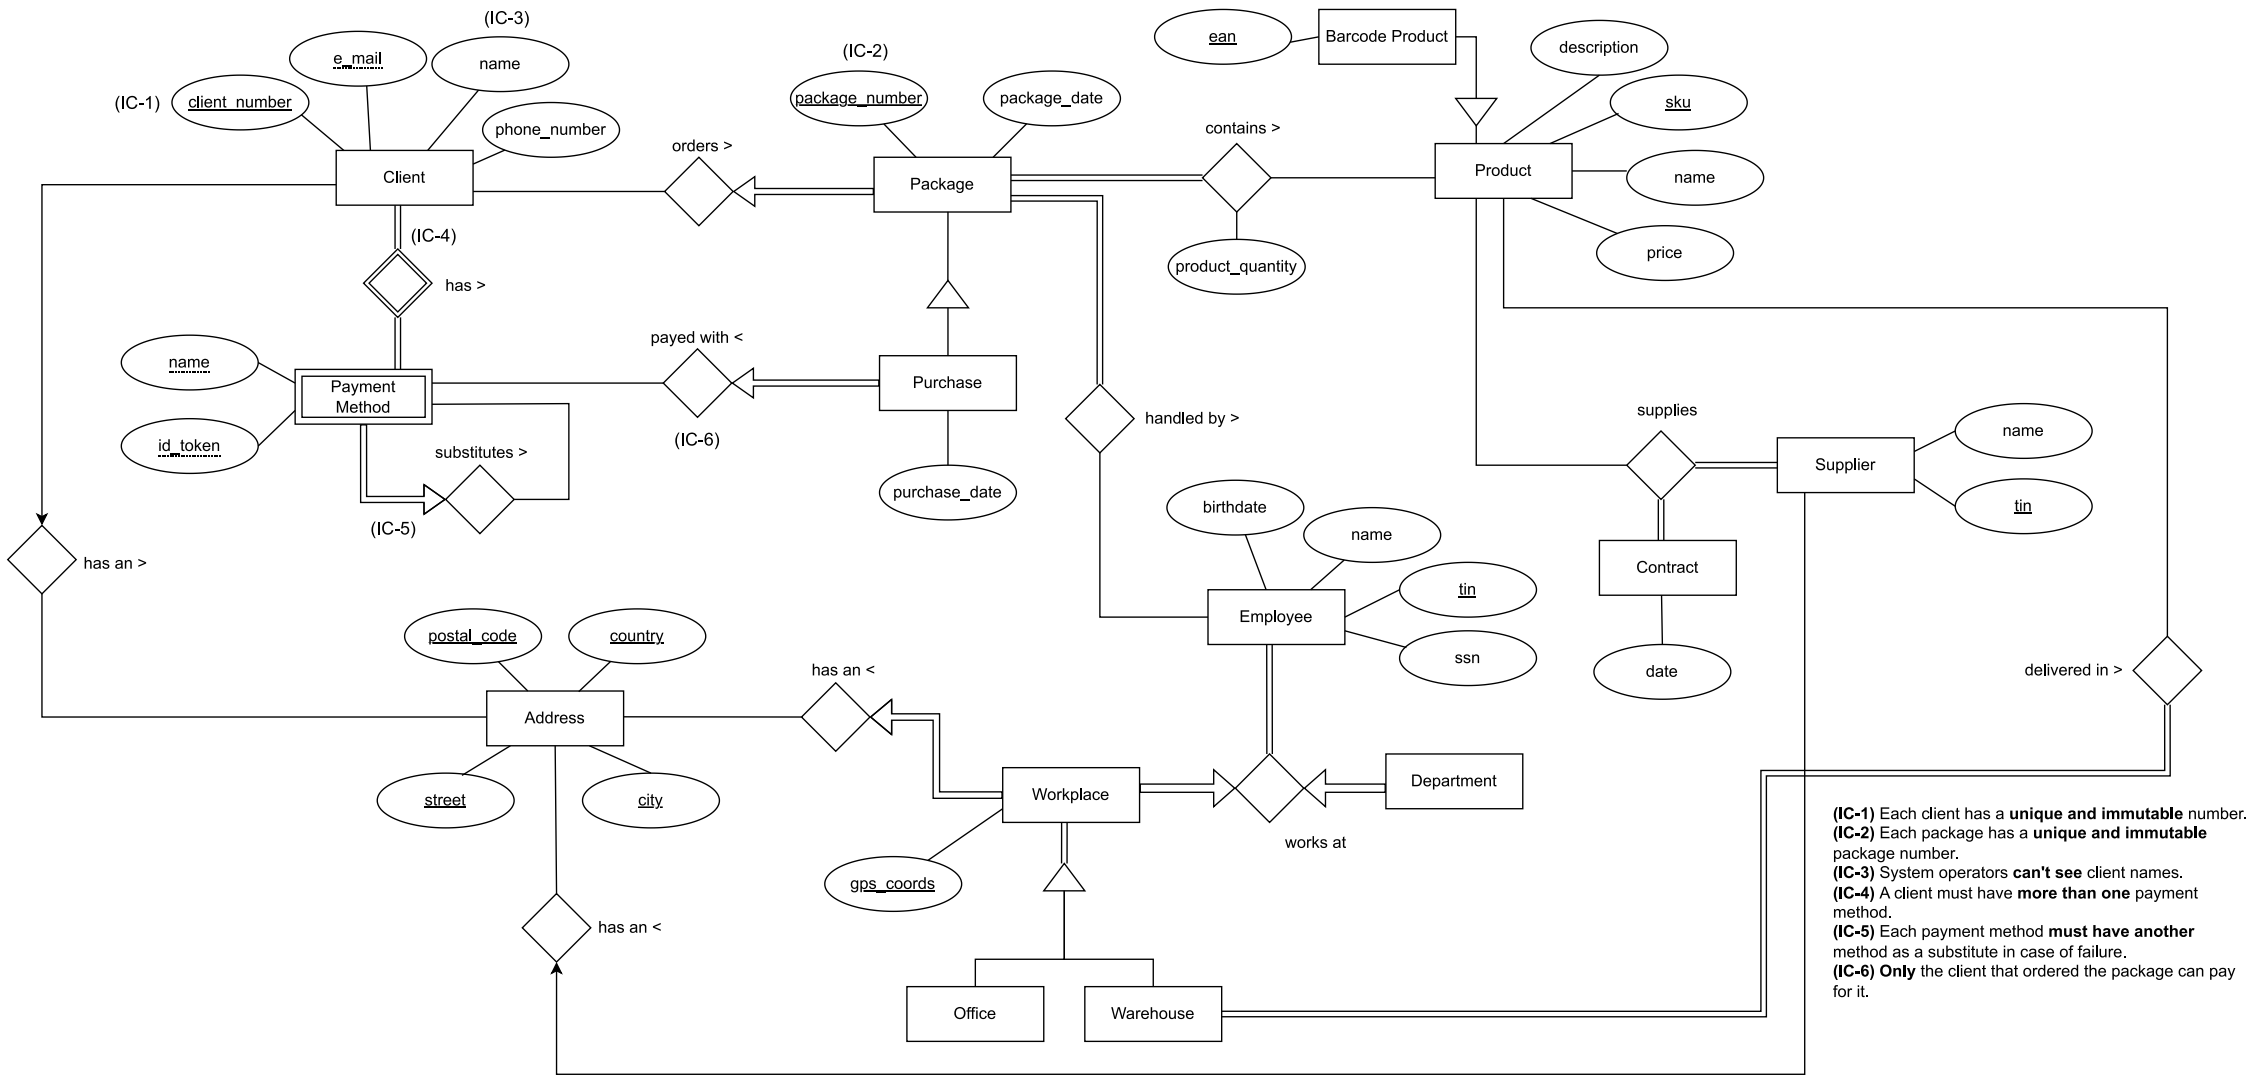 (IC-3)
ean
Barcode Product
description
e_mail
name
(IC-2)
(IC-1)
client_number
package_number
package_date
sku
phone_number
contains >
orders >
Client
Package
Product
name
(IC-4)
product_quantity
price
has >
payed with <
name
Payment
Method
Purchase
handled by >
supplies
id_token
substitutes >
(IC-6)
name
Supplier
(IC-5)
purchase_date
birthdate
name
tin
has an >
Contract
tin
Employee
postal_code
country
ssn
has an <
date
delivered in >
Address
street
city
Workplace
Department
works at
gps_coords
has an <
Office
Warehouse
(IC-1) Each client has a unique and immutable number.
(IC-2) Each package has a unique and immutable
package number.
(IC-3) System operators can't see client names.
(IC-4) A client must have more than one payment
method.
(IC-5) Each payment method must have another
method as a substitute in case of failure.
(IC-6) Only the client that ordered the package can pay
for it.